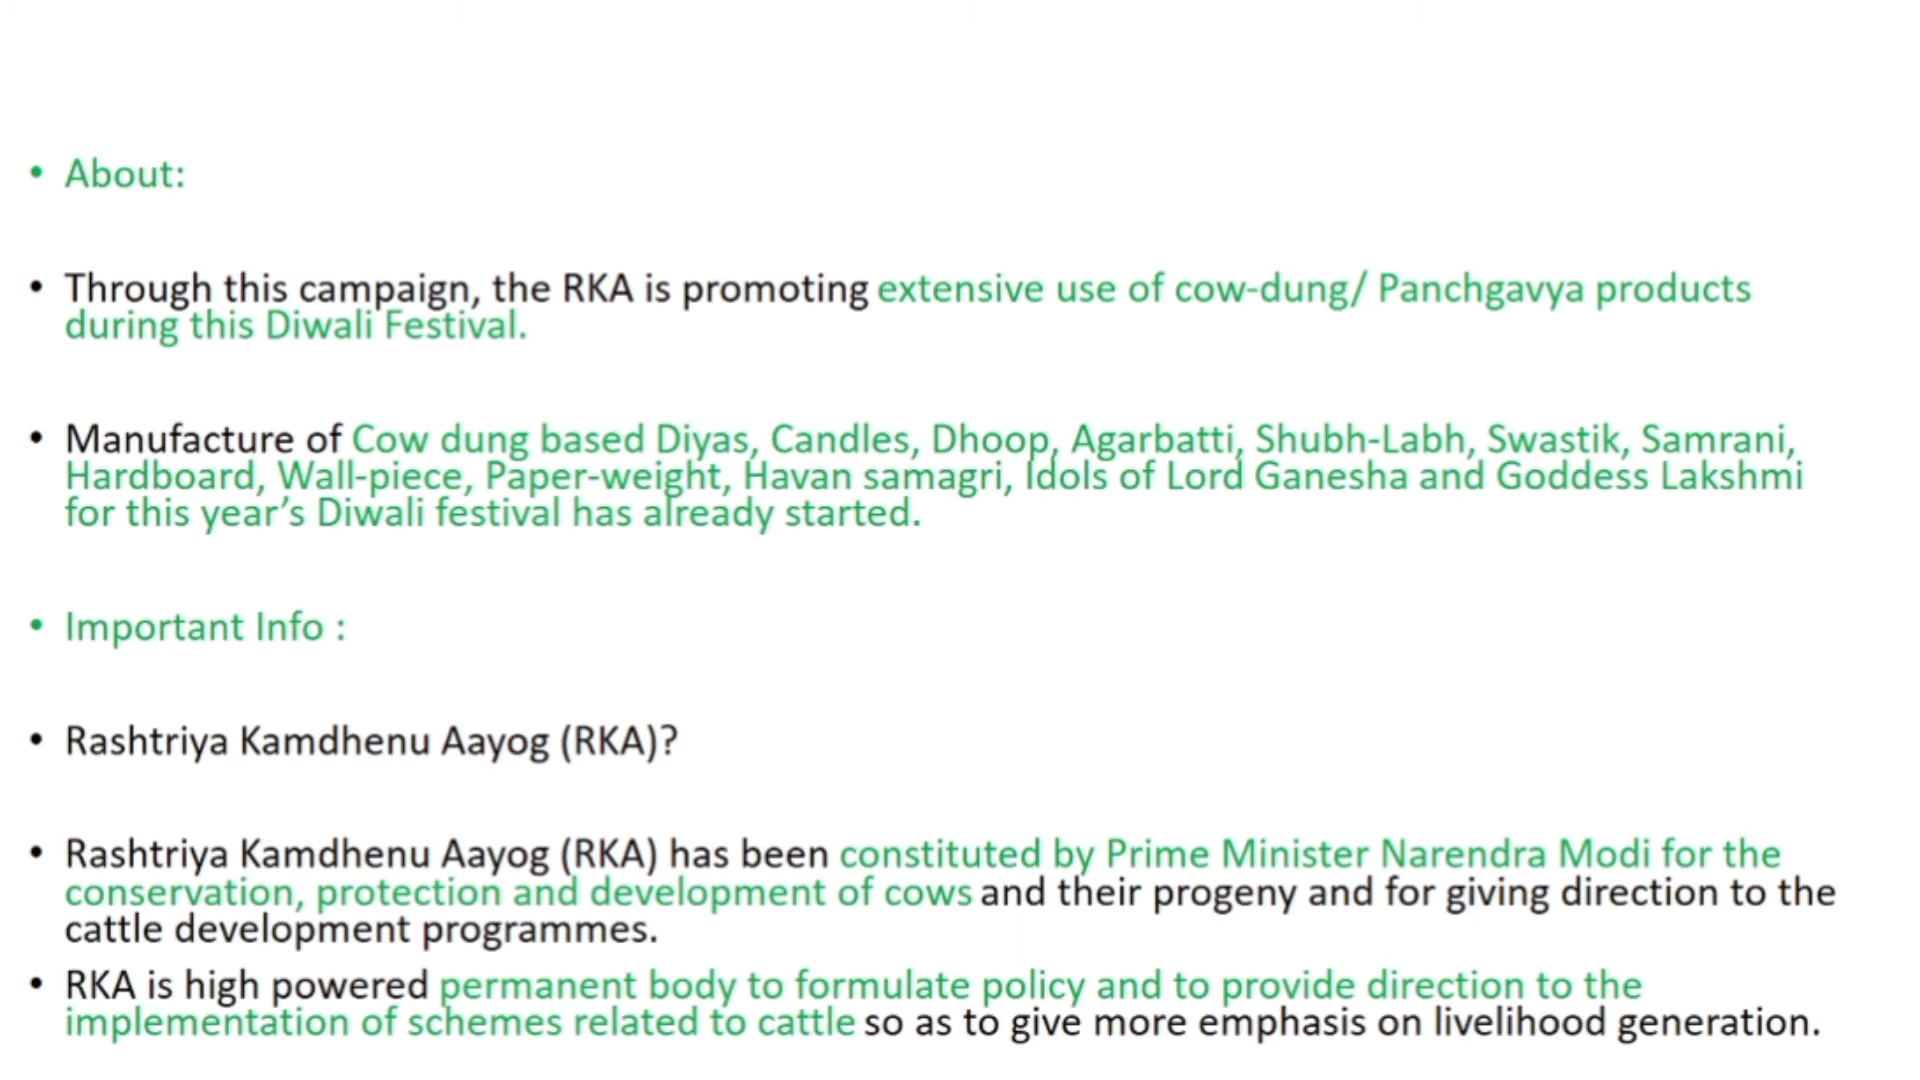 • About:
• Through this campaign, the RKA is promoting extensive use of cow-dung/ Panchgavya products
during this Diwali Festival.
• Manufacture of Cow dung based Diyas, Candles, Dhoop, Agarbatti, Shubh-Labh, Swastik, Samrani,
Hardboard, Wall-piece, Paper-weight, Havan samagri, Idols of Lord Ganesha and Goddess Lakshmi
for this year’s Diwali festival has already started.
• Important Info :
• Rashtriya Kamdhenu Aayog (RKA)?
• Rashtriya Kamdhenu Aayog (RKA) has been constituted by Prime Minister Narendra Modi for the
conservation, protection and development of cows and their progeny and for giving direction to the
cattle development programmes.
• RKA is high powered permanent body to formulate policy and to provide direction to the
implementation of schemes related to cattle so as to give more emphasis on livelihood generation.